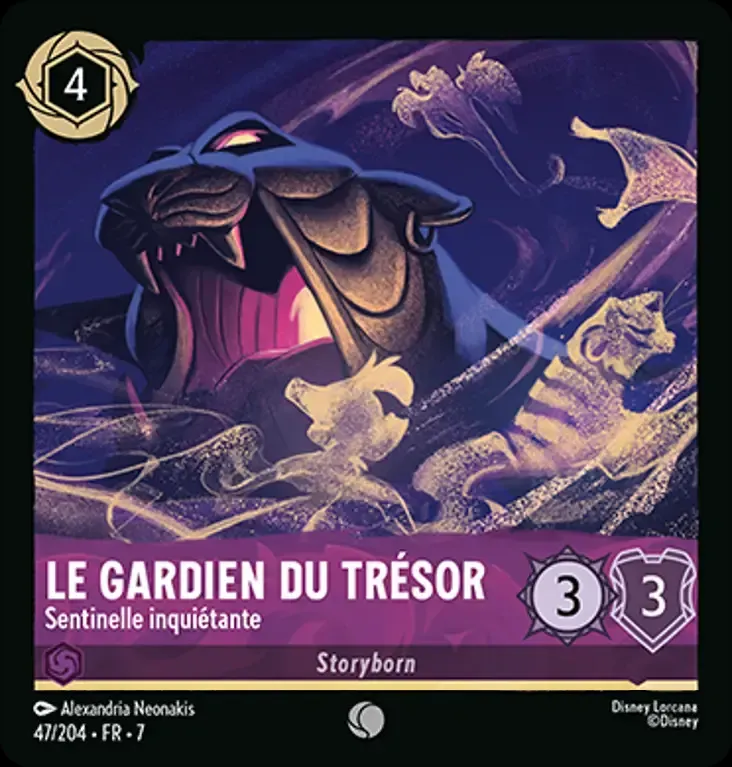 4
LE GARDIEN DU TRÉSOR
Sentinelle inquiétante
3
3
Storyborn
Alexandria Neonakis
Disney Lorcana
47/204 • FR • 7
©Disney